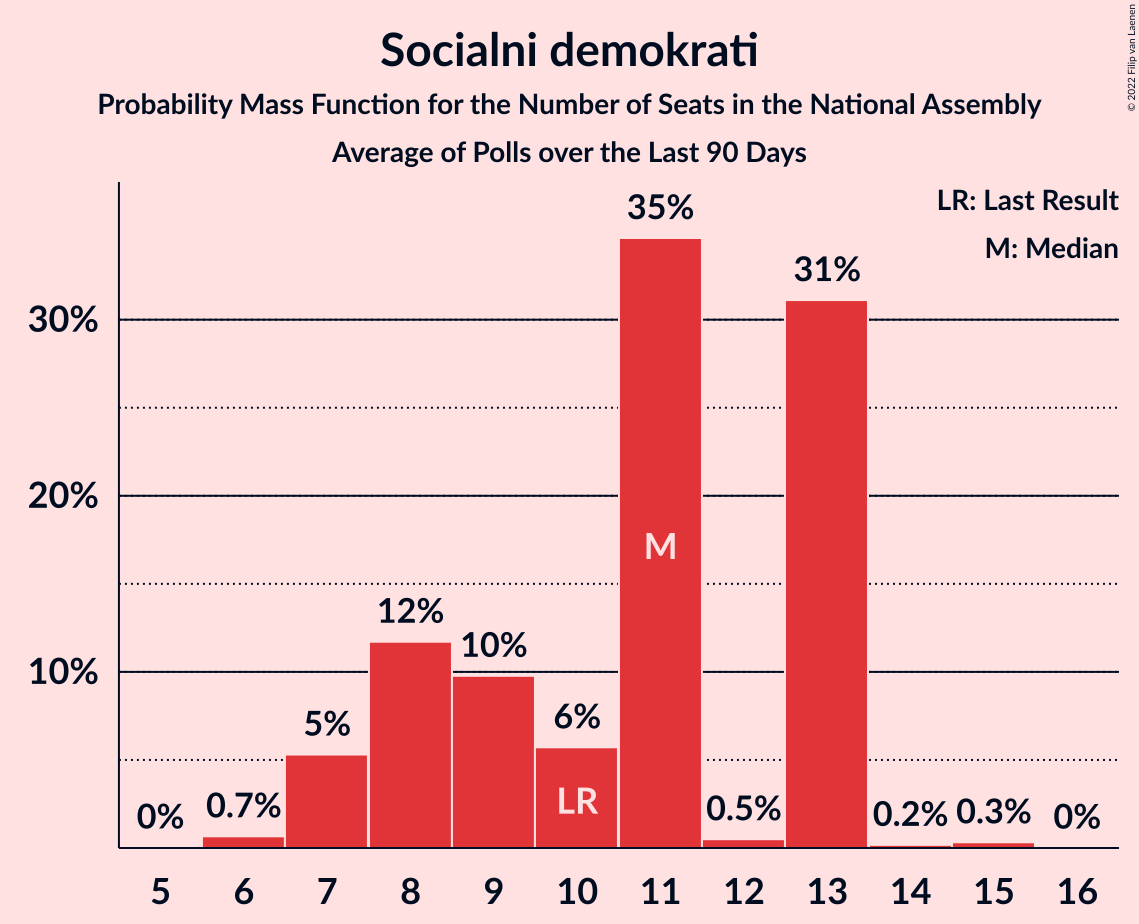 © 2022 Filip van Laenen
Socialni demokrati
Probability Mass Function for the Number of Seats in the National Assembly
Average of Polls over the Last 90 Days
LR: Last Result
M: Median
35%
31%
30%
20%
M
12%
10%
10%
5%
6%
LR
0%
0.7%
0.5%
0.2%
0.3%
0%
5 6 7 8 9 10 11 12 13 14 15 16